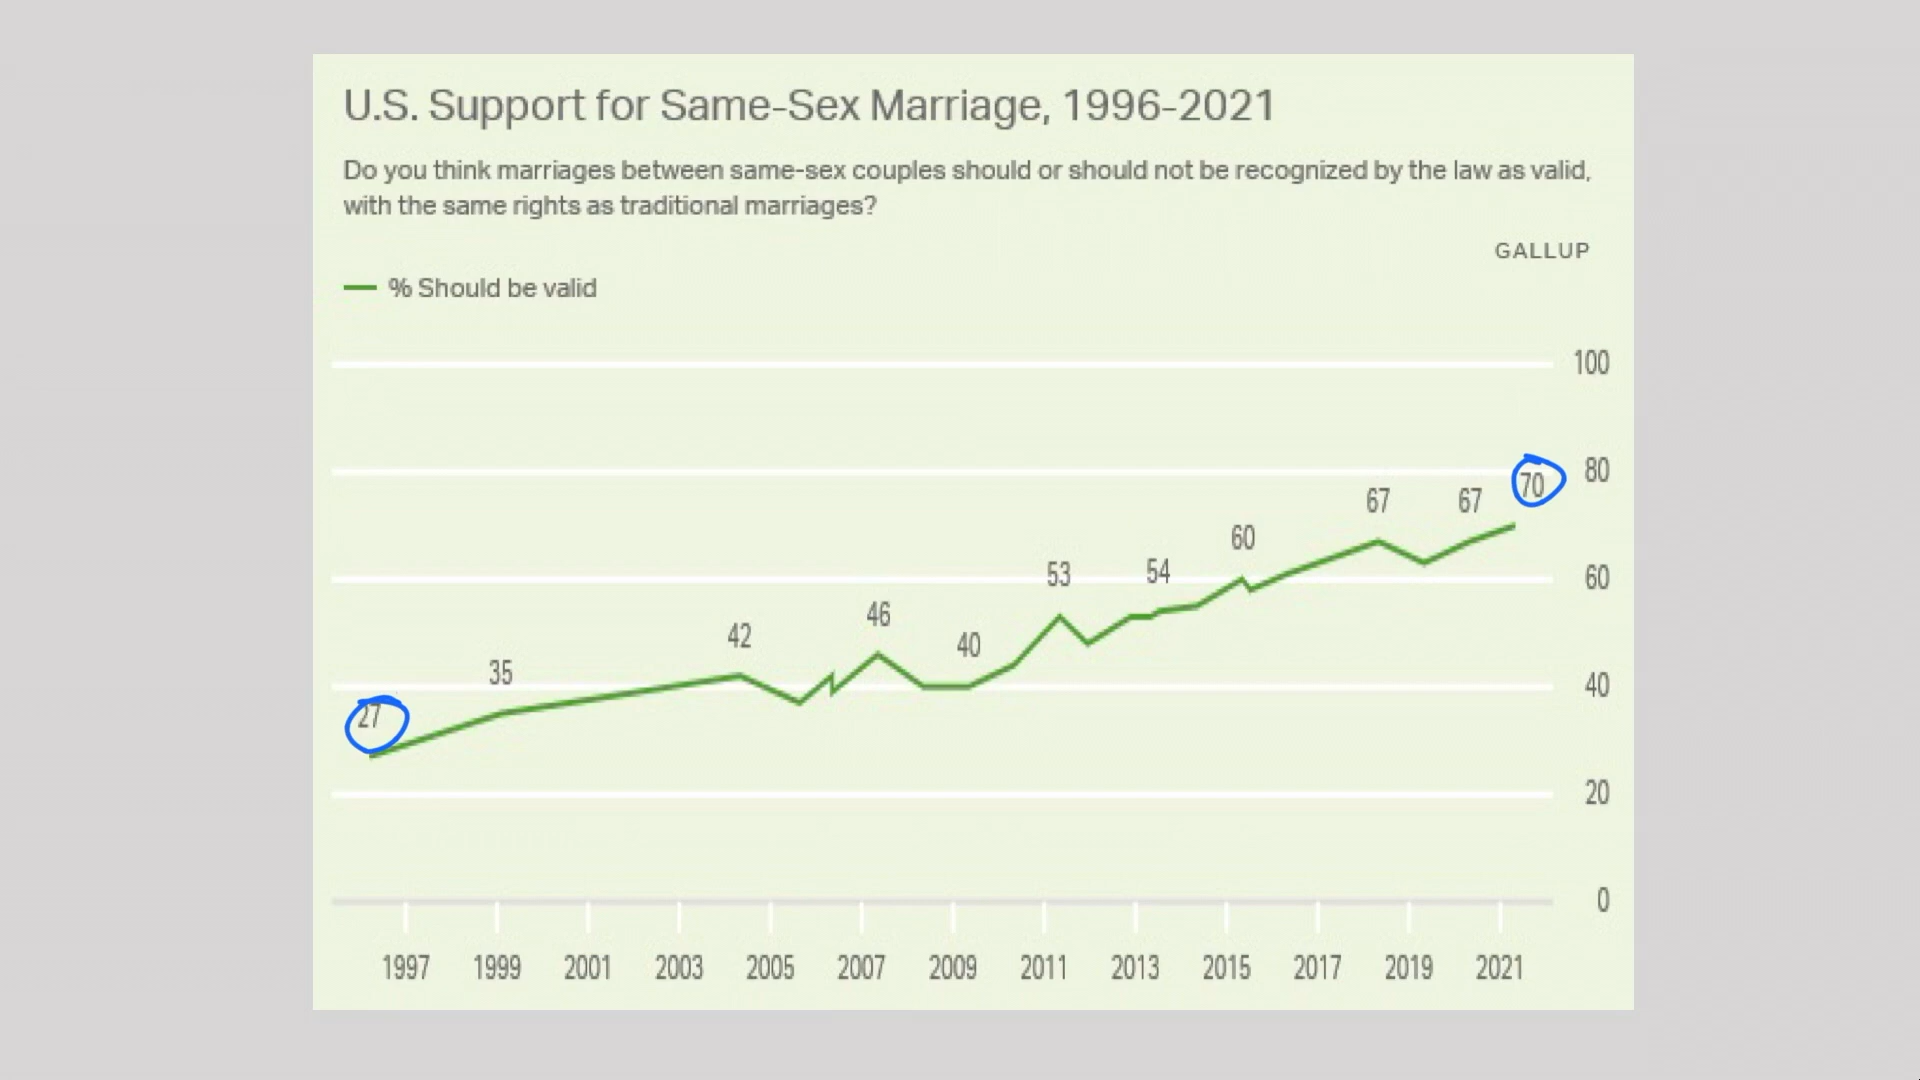 U.S. Support for Same-Sex Marriage, 1996-2021
Do you think marriages between same-sex couples should or should not be recognized by the law as valid,
with the same rights as traditional marriages?
GALLUP
% Should be valid
100
80
70
67
67
60
54
53
60
46
40
42
35
40
27
20
0
1997 1999 2001 2003 2005 2007 2009 2011 2013 2015 2017 2019 2021